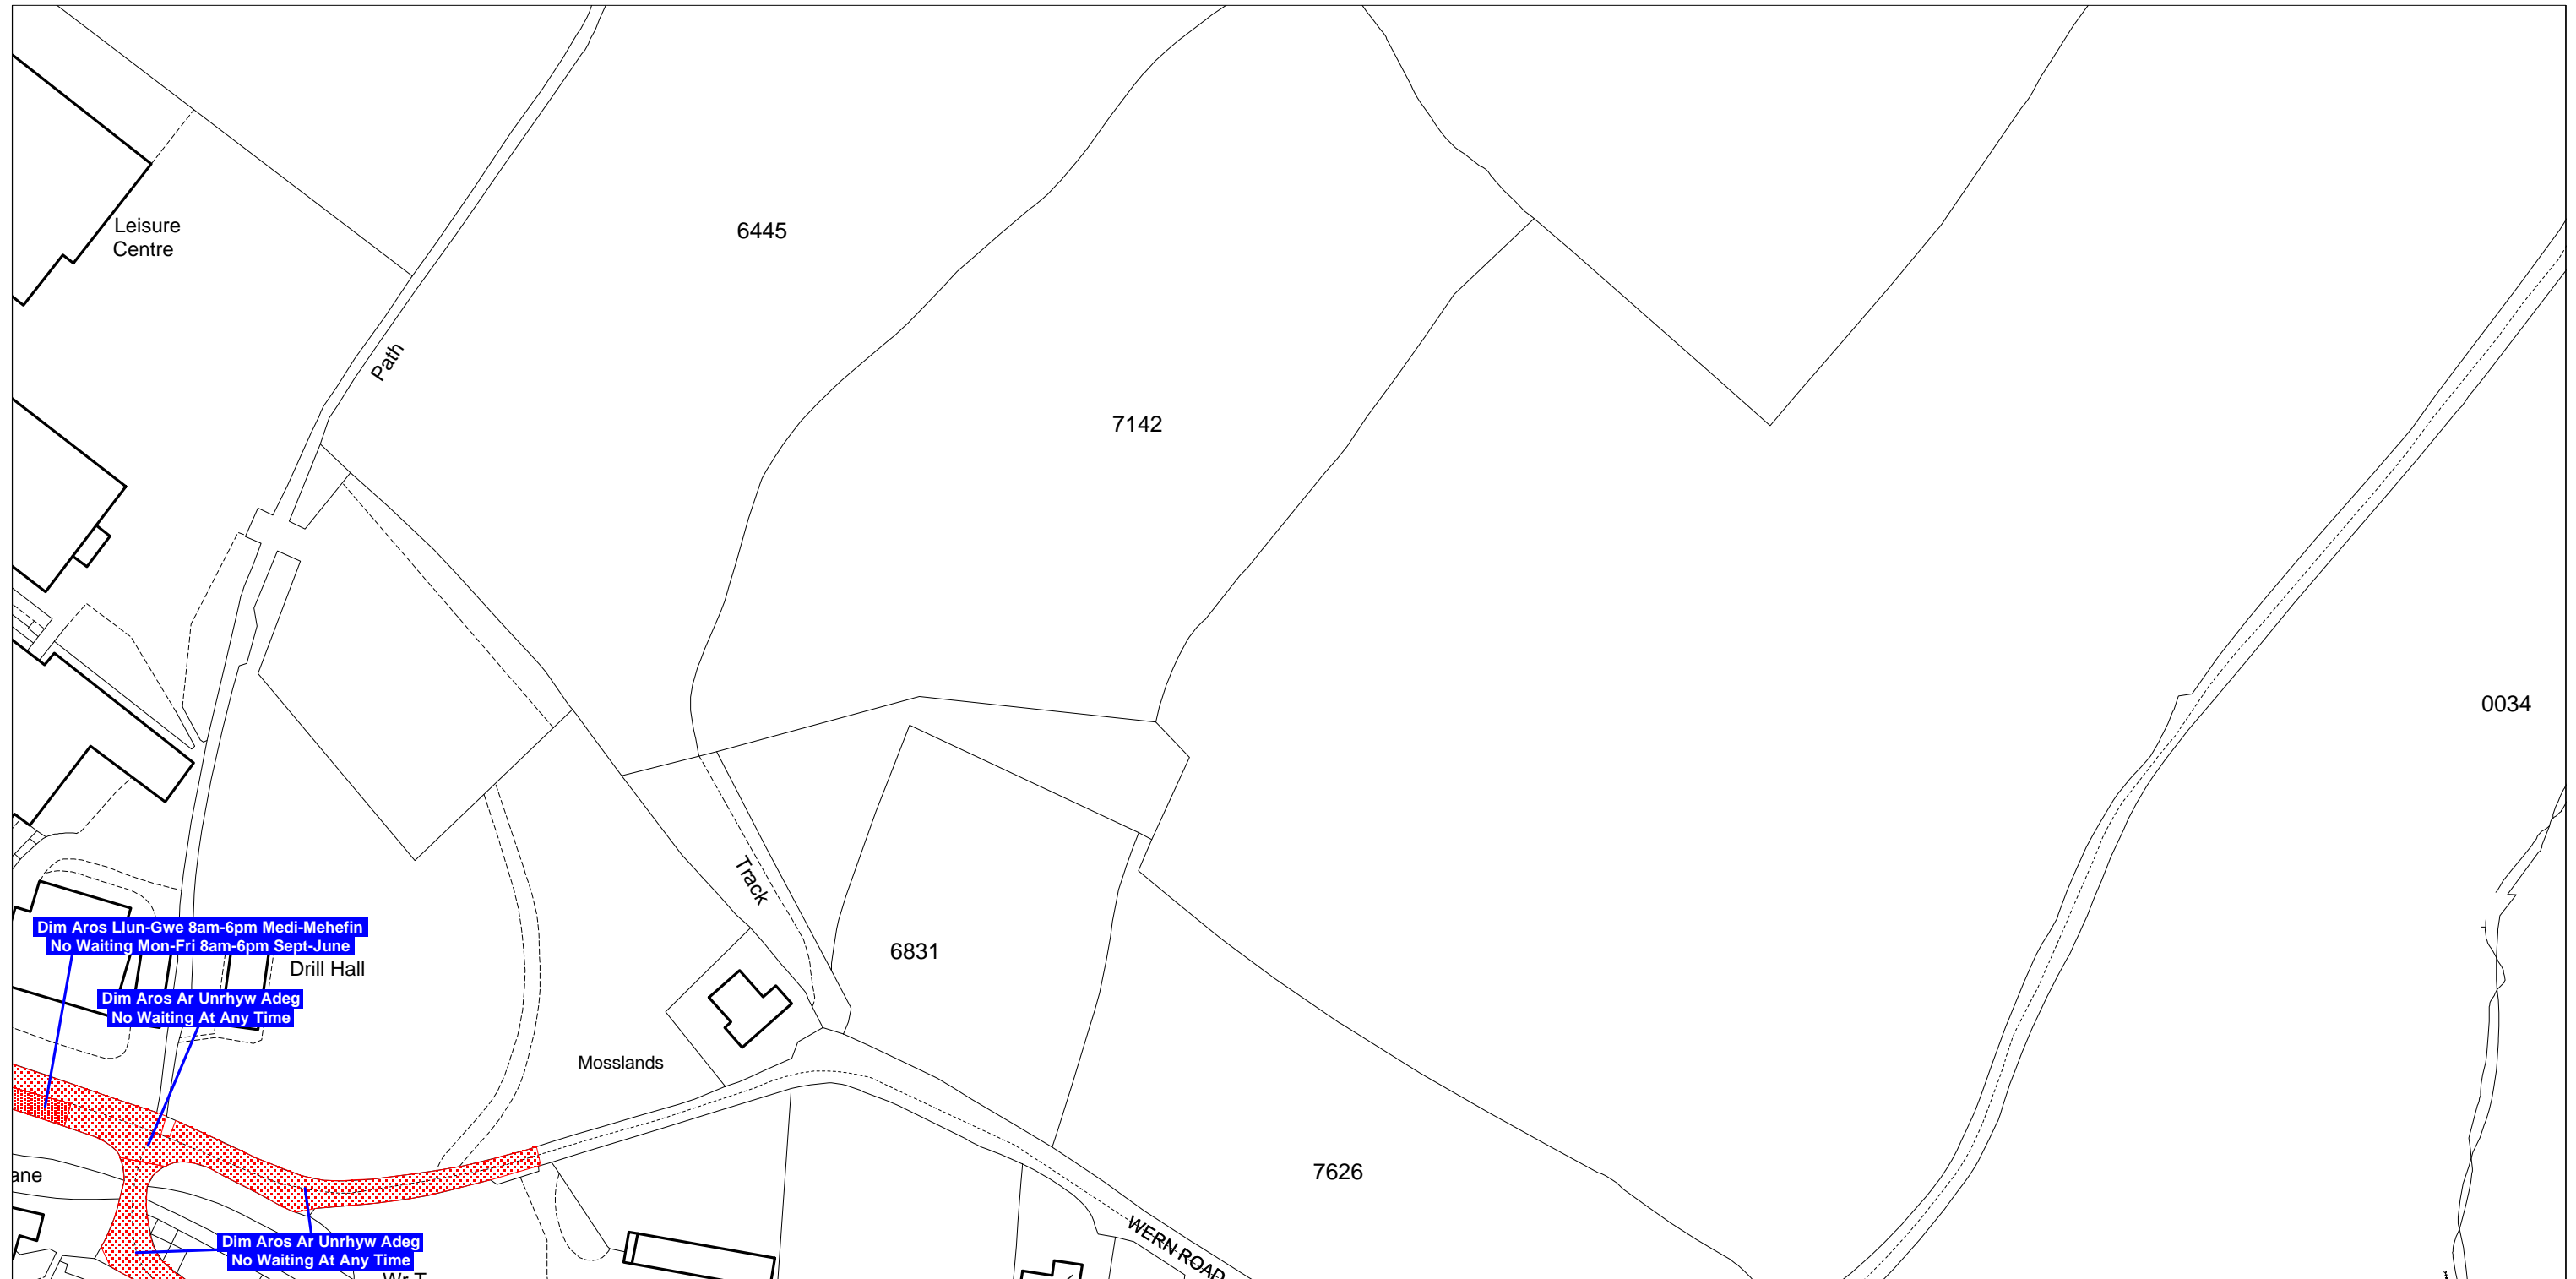 Leisure
Centre
6445
Path
7142
0034
Track
6831
Dim Aros Llun-Gwe 8am-6pm Medi-Mehefin
No Waiting Mon-Fri 8am-6pm Sept-June
Drill Hall
Dim Aros Ar Unrhyw Adeg
No Waiting At Any Time
Mosslands
7626
ane
WERN ROAD
Dim Aros Ar Unrhyw Adeg
No Waiting At Any Time
Wr T